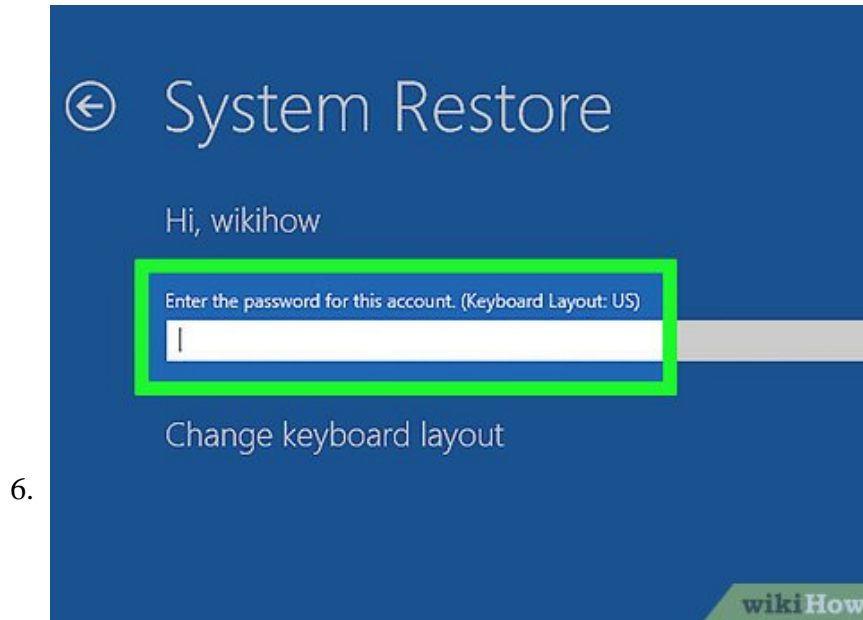 System Restore
Hi, wikihow
Enter the password for this account. (Keyboard Layout: US)
Change keyboard layout
6.
wikiHow